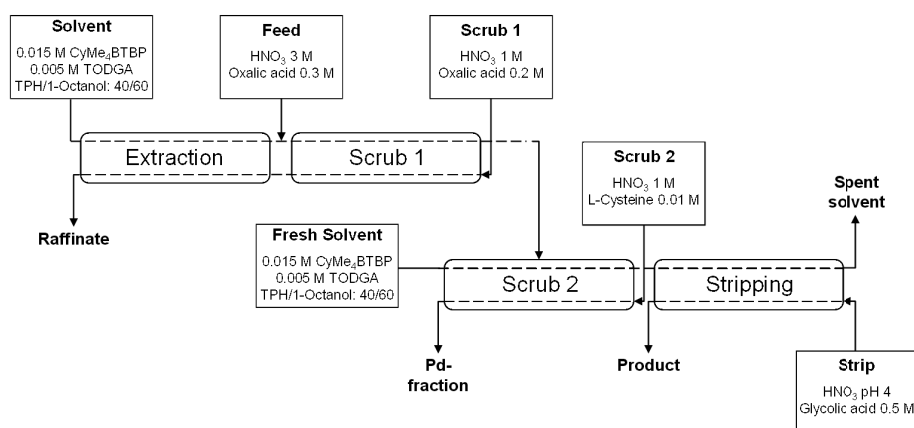 Solvent
0.015 M CyMe₄BTBP
0.005 M TODGA
TPH/1-Octanol: 40/60
Feed
HNO₃ 3 M
Oxalic acid 0.3 M
Scrub 1
HNO₃ 1 M
Oxalic acid 0.2 M
Extraction
Scrub 1
Raffinate
Scrub 2
HNO₃ 1 M
L-Cysteine 0.01 M
Spent
solvent
Fresh Solvent
0.015 M CyMe₄BTBP
0.005 M TODGA
TPH/1-Octanol: 40/60
Scrub 2
Stripping
Pd-
fraction
Product
Strip
HNO₃ pH 4
Glycolic acid 0.5 M